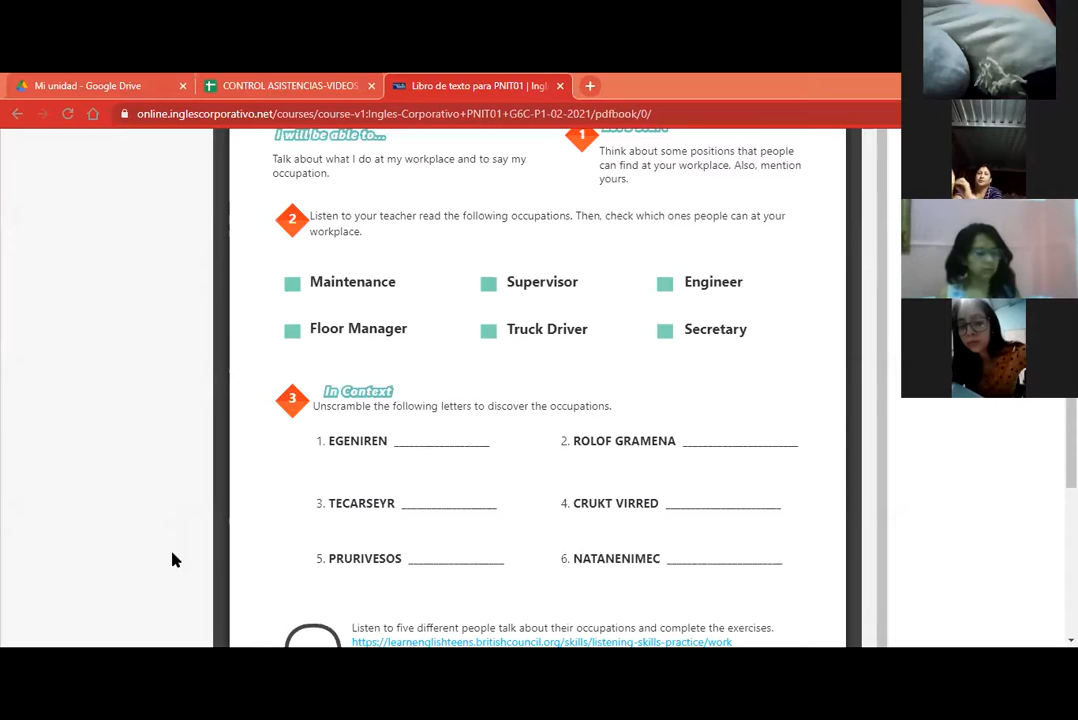 Mi unidad - Google Drive
CONTROL ASISTENCIAS-VIDEOS
Libro de texto para PNIT01 | Ingl
online.inglescorporativo.net/courses/course-v1:Ingles-Corporativo+PNIT01+G6C-P1-02-2021/pdfbook/0/
I will be able to...
Talk about what I do at my workplace and to say my
occupation.
1
Think about some positions that people
can find at your workplace. Also, mention
yours.
2
Listen to your teacher read the following occupations. Then, check which ones people can at your
workplace.
Maintenance
Supervisor
Engineer
Floor Manager
Truck Driver
Secretary
3
In Context
Unscramble the following letters to discover the occupations.
1. EGENIREN ___________________
2. ROLOF GRAMENA ______________________
3. TECARSEYR __________________
4. CRUKT VIRRED ______________________
5. PRURIVESOS __________________
6. NATANENIMEC ______________________
Listen to five different people talk about their occupations and complete the exercises.
https://learnenglishteens.britishcouncil.org/skills/listening-skills-practice/work